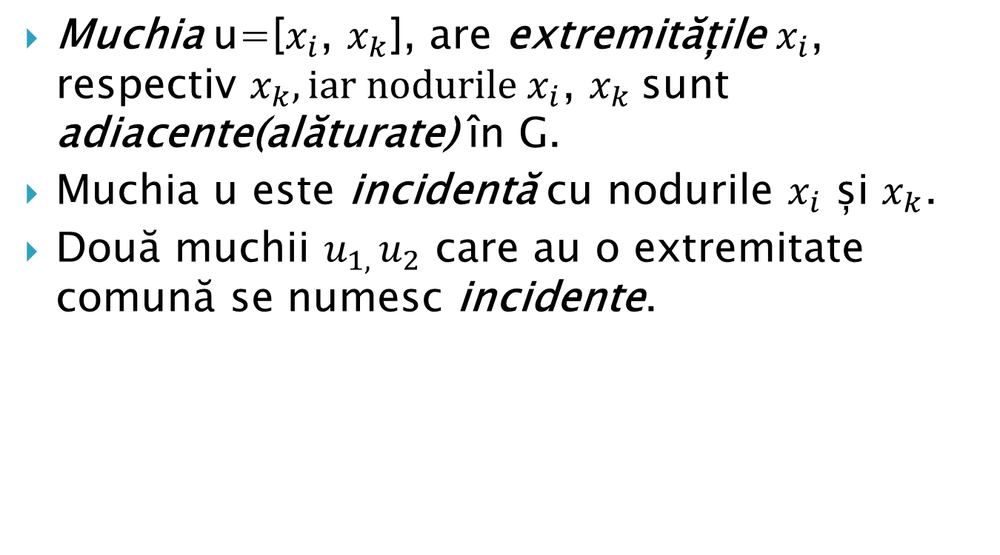 Muchia u=[𝑥ᵢ, 𝑥ₖ], are extremitățile 𝑥ᵢ,
respectiv 𝑥ₖ, iar nodurile 𝑥ᵢ, 𝑥ₖ sunt
adiacente(alăturate) în G.
Muchia u este incidentă cu nodurile 𝑥ᵢ și 𝑥ₖ.
Două muchii 𝑢₁, 𝑢₂ care au o extremitate
comună se numesc incidente.